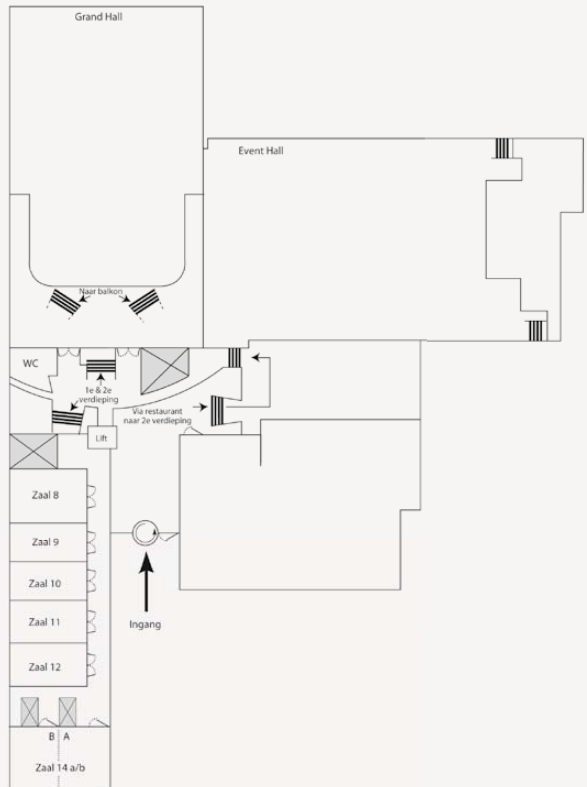 Grand Hall
Event Hall
Naar balkon
WC
1e & 2e
verdieping
Via restaurant
naar 2e verdieping
Lift
Zaal 8
Zaal 9
Zaal 10
Zaal 11
Zaal 12
Ingang
B A
Zaal 14 a/b